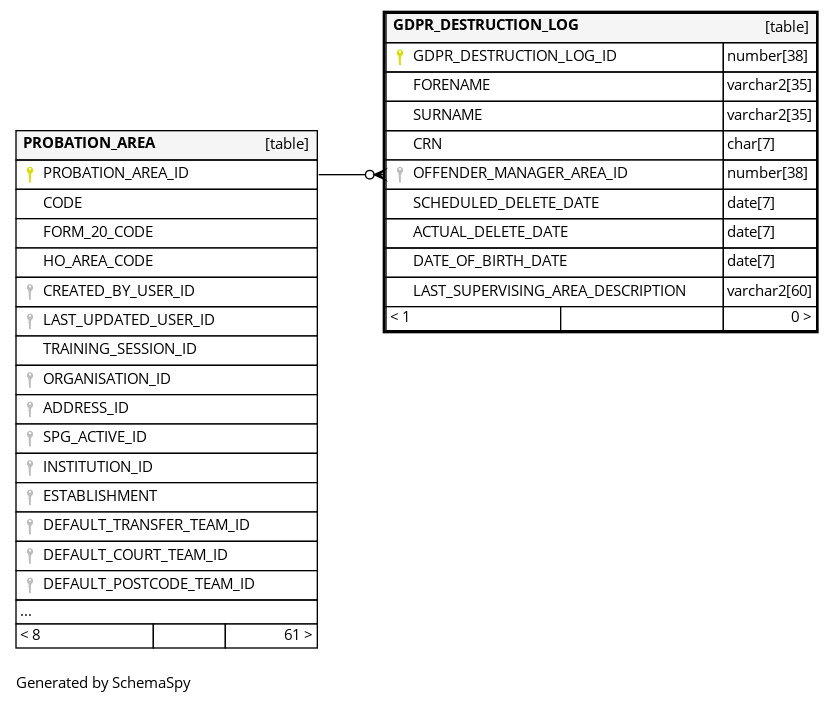 GDPR_DESTRUCTION_LOG [table]
GDPR_DESTRUCTION_LOG_ID number[38]
FORENAME varchar2[35]
SURNAME varchar2[35]
CRN char[7]
OFFENDER_MANAGER_AREA_ID number[38]
SCHEDULED_DELETE_DATE date[7]
ACTUAL_DELETE_DATE date[7]
DATE_OF_BIRTH_DATE date[7]
LAST_SUPERVISING_AREA_DESCRIPTION varchar2[60]
< 1 0 >
PROBATION_AREA [table]
PROBATION_AREA_ID
CODE
FORM_20_CODE
HO_AREA_CODE
CREATED_BY_USER_ID
LAST_UPDATED_USER_ID
TRAINING_SESSION_ID
ORGANISATION_ID
ADDRESS_ID
SPG_ACTIVE_ID
INSTITUTION_ID
ESTABLISHMENT
DEFAULT_TRANSFER_TEAM_ID
DEFAULT_COURT_TEAM_ID
DEFAULT_POSTCODE_TEAM_ID
...
< 8 61 >
Generated by SchemaSpy